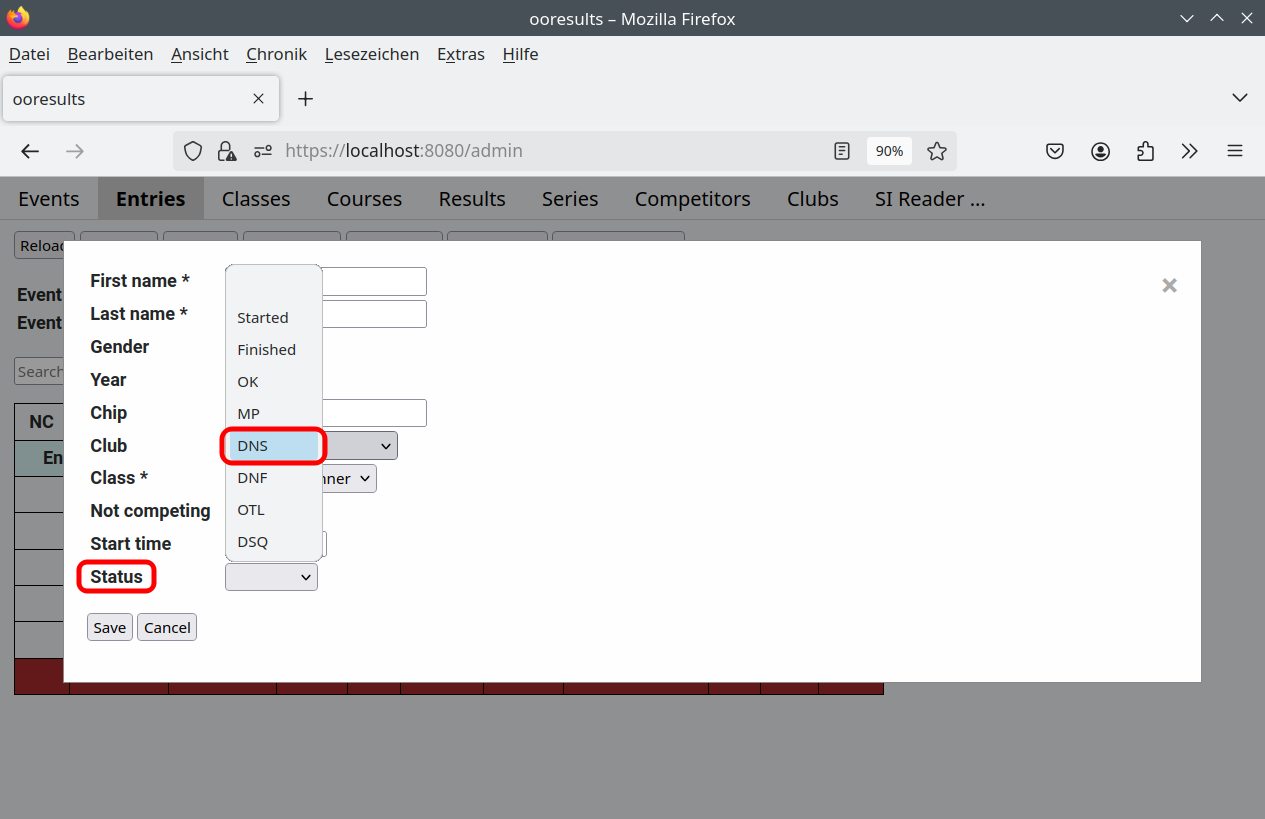 ooresults – Mozilla Firefox
Datei Bearbeiten Ansicht Chronik Lesezeichen Extras Hilfe
ooresults
https://localhost:8080/admin 90%
Events Entries Classes Courses Results Series Competitors Clubs SI Reader ...
Reload
First name *
Event
Last name *
Started
Event
Gender
Finished
Search
Year
OK
Chip
MP
NC
Club
DNS
En
Class *
DNF
nner
Not competing
OTL
Start time
DSQ
Status
Save Cancel